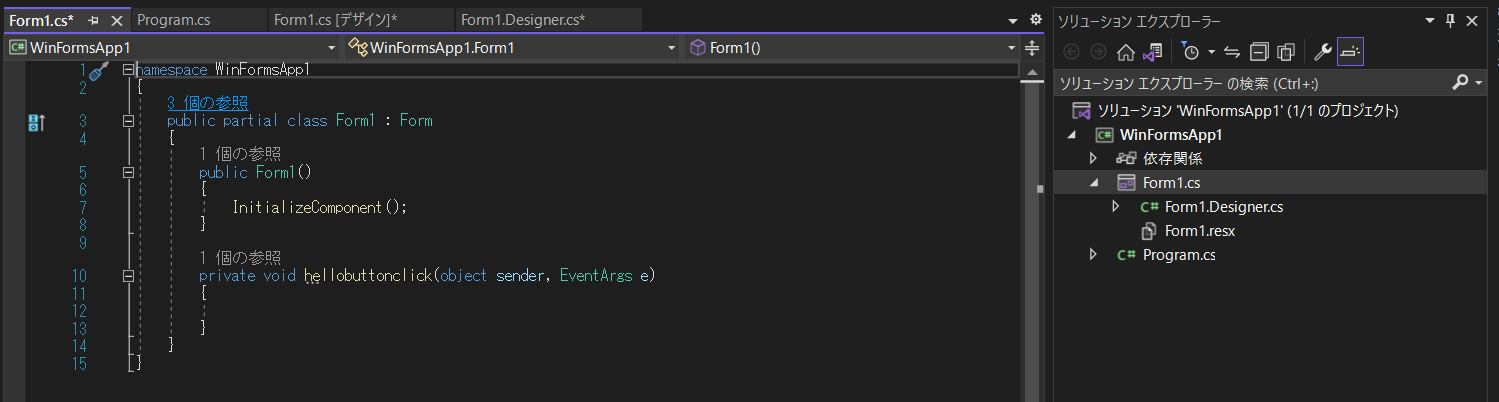 Form1.cs* Program.cs Form1.cs [デザイン]* Form1.Designer.cs*
WinFormsApp1 WinFormsApp1.Form1 Form1()
1 namespace WinFormsApp1
2 {
3 個の参照
3 public partial class Form1 : Form
4 {
1 個の参照
5 public Form1()
6 {
7 InitializeComponent();
8 }
9
1 個の参照
10 private void hellobuttonclick(object sender, EventArgs e)
11 {
12
13 }
14 }
15 }
ソリューション エクスプローラー
ソリューション エクスプローラー の検索 (Ctrl+:)
ソリューション 'WinFormsApp1' (1/1 のプロジェクト)
C# WinFormsApp1
依存関係
Form1.cs
C# Form1.Designer.cs
Form1.resx
C# Program.cs